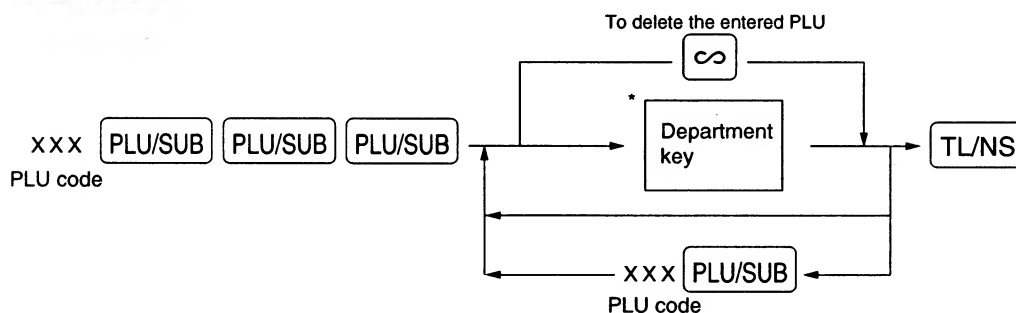 To delete the entered PLU
∽
*
Department
key
XXX PLU/SUB PLU/SUB PLU/SUB
TL/NS
PLU code
XXX PLU/SUB
PLU code